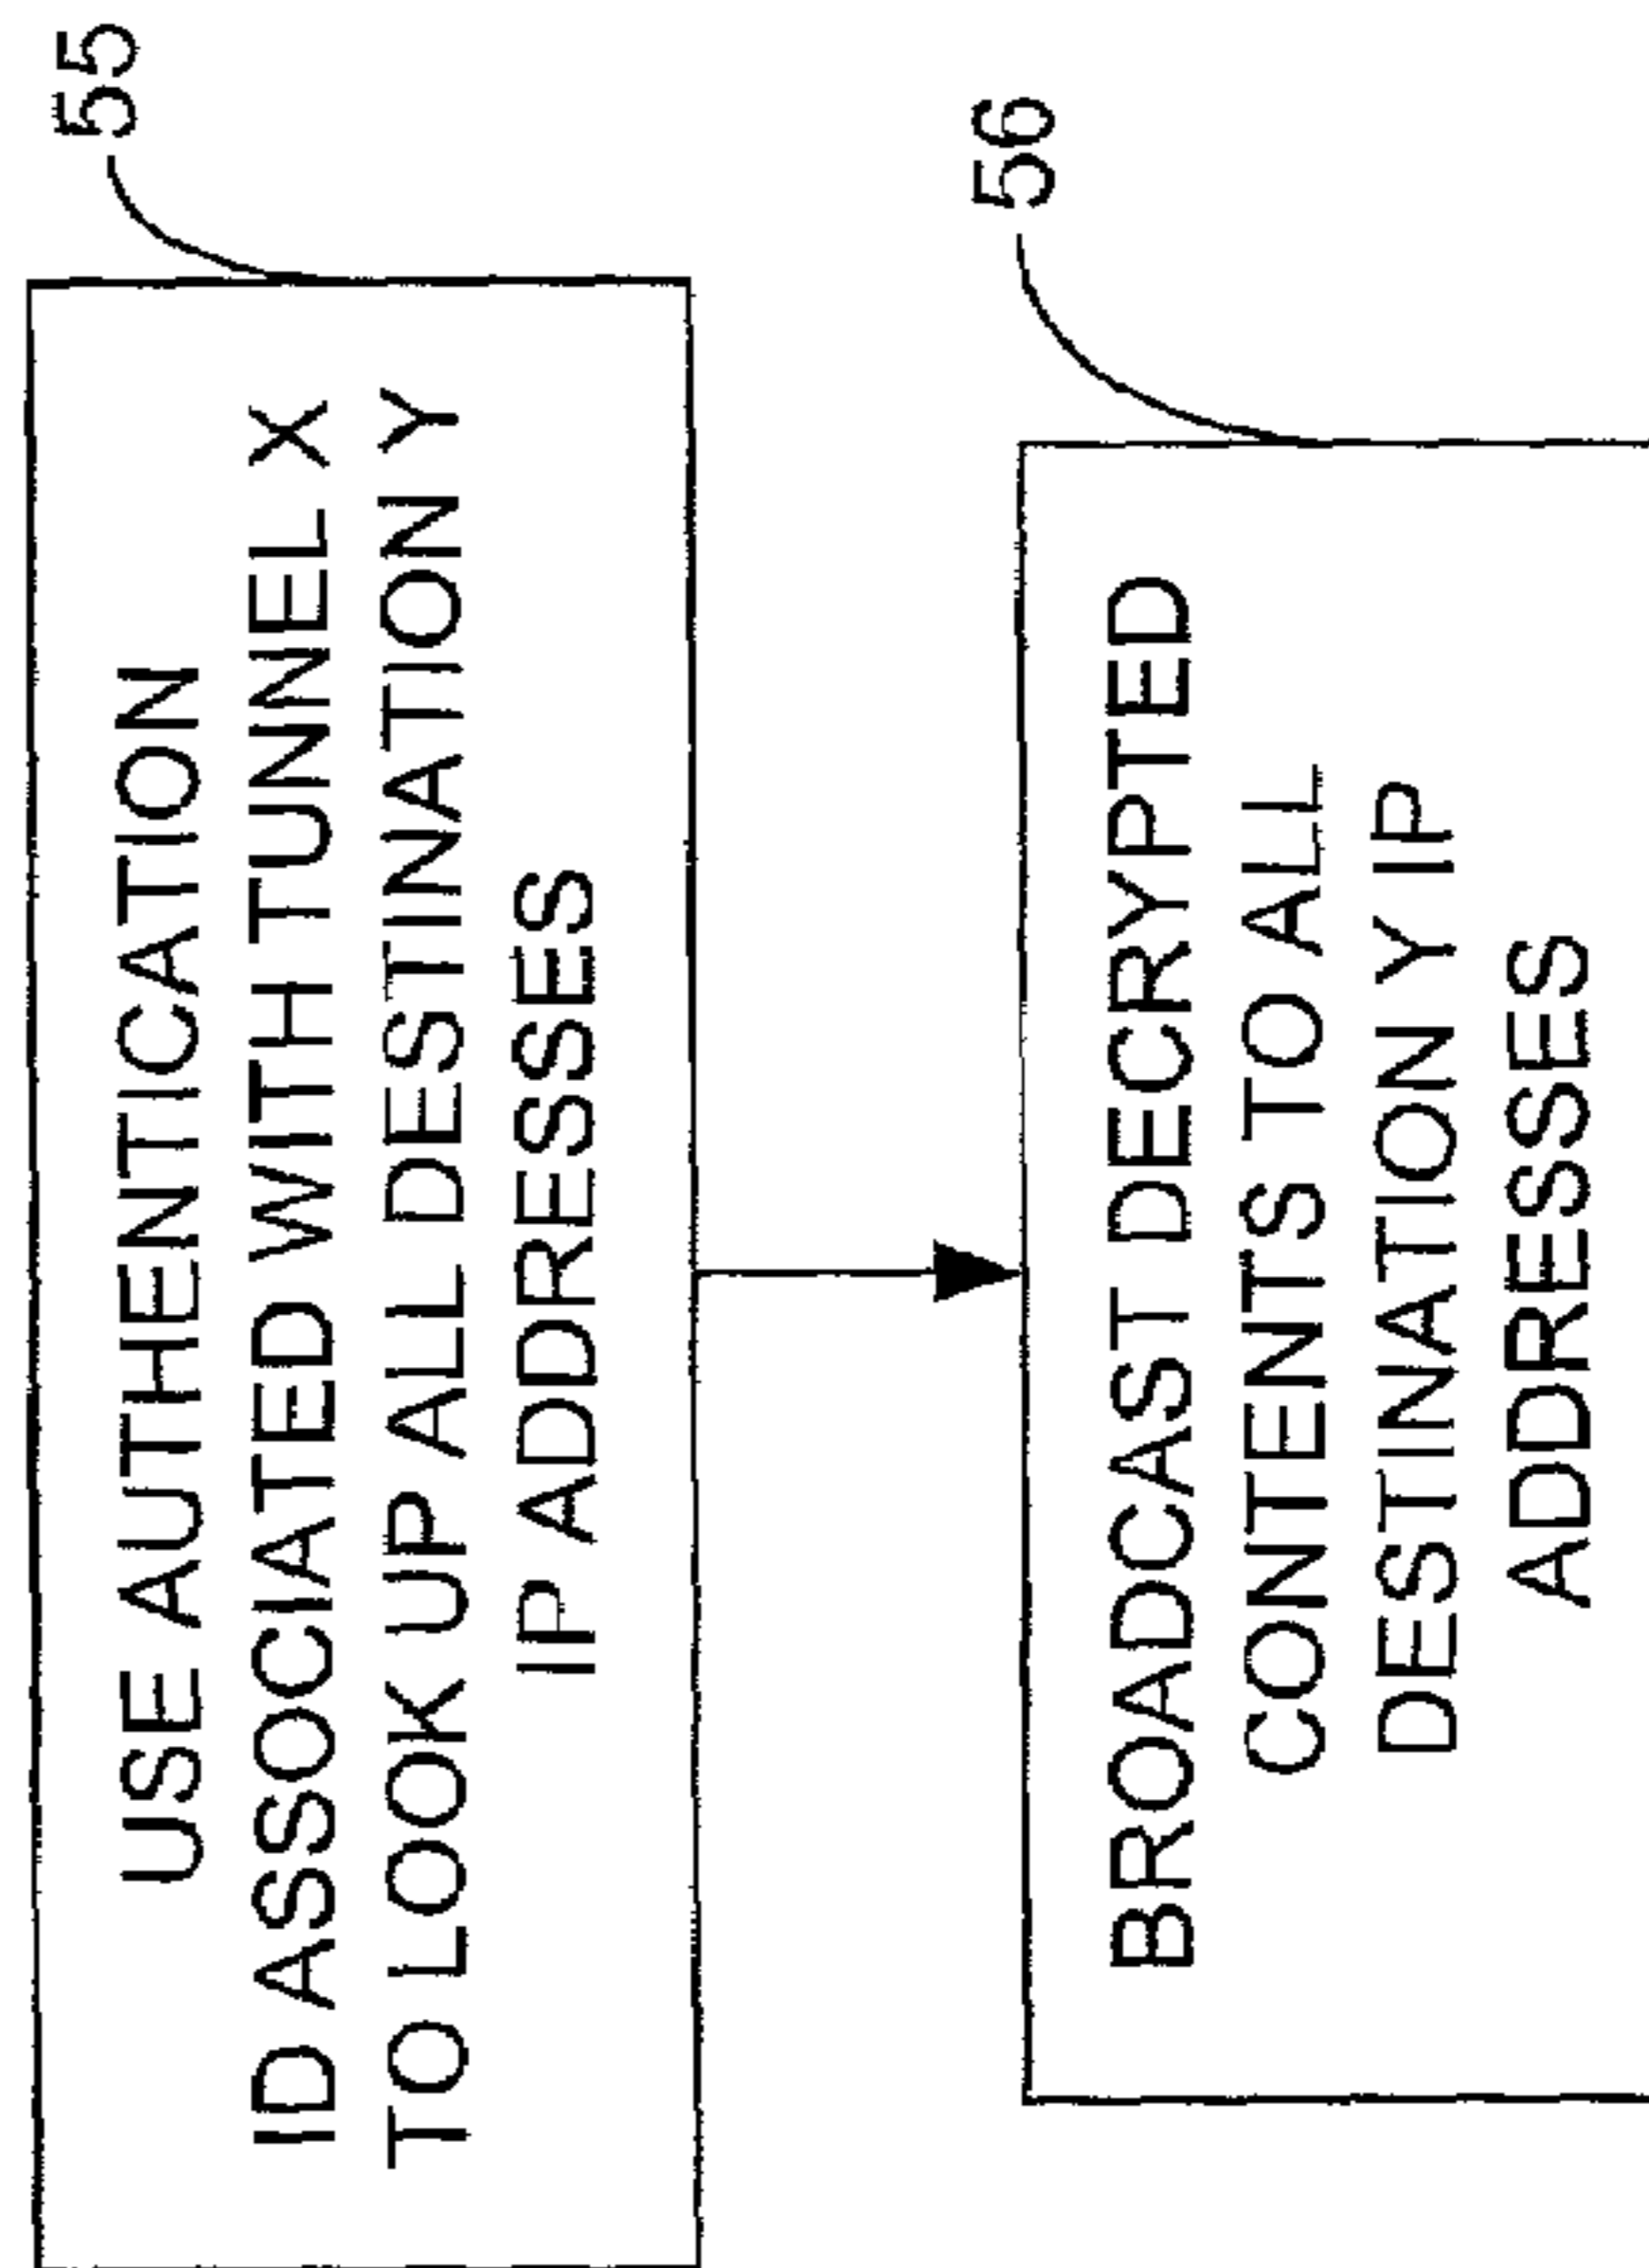 55
USE AUTHENTICATION
ID ASSOCIATED WITH TUNNEL X
TO LOOK UP ALL DESTINATION Y
IP ADDRESSES
56
BROADCAST DECRYPTED
CONTENTS TO ALL
DESTINATION Y IP
ADDRESSES